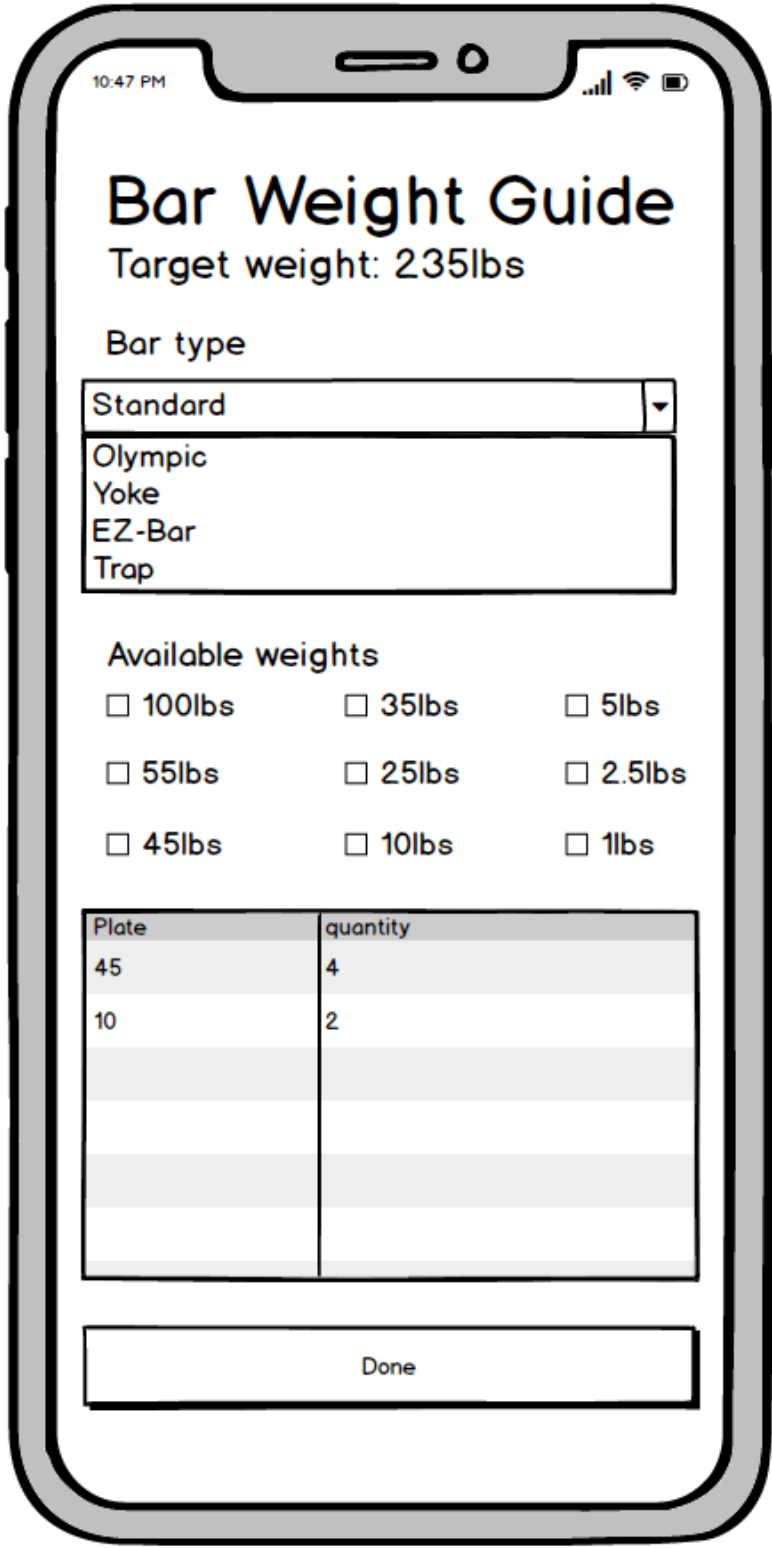 10:47 PM
Bar Weight Guide
Target weight: 235lbs
Bar type
Standard
Olympic
Yoke
EZ-Bar
Trap
Available weights
100lbs 35lbs 5lbs
55lbs 25lbs 2.5lbs
45lbs 10lbs 1lbs
Plate quantity
45 4
10 2
Done